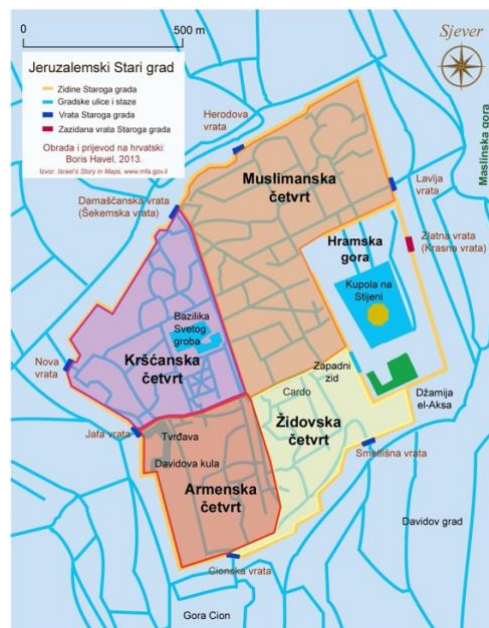 0
500 m
Jeruzalemski Stari grad
Zidine Staroga grada
Gradske ulice i staze
Vrata Staroga grada
Zazidana vrata Staroga grada
Obrada i prijevod na hrvatski:
Boris Havel, 2013.
Izvor: Israel's Story in Maps, www.mfa.gov.il
Sjever
Maslinska gora
Herodova
vrata
Muslimanska
četvrt
Lavlja
vrata
Damaščanska vrata
(Šekemska vrata)
Zlatna vrata
(Krasna vrata)
Hramska
gora
Kupola na
Stijeni
Bazilika
Svetog
groba
Kršćanska
četvrt
Nova
vrata
Zapadni
zid
Cardo
Džamija
el-Aksa
Židovska
četvrt
Jafa vrata
Tvrđava
Smetlišna vrata
Davidova kula
Armenska
četvrt
Davidov grad
Cionska vrata
Gora Cion